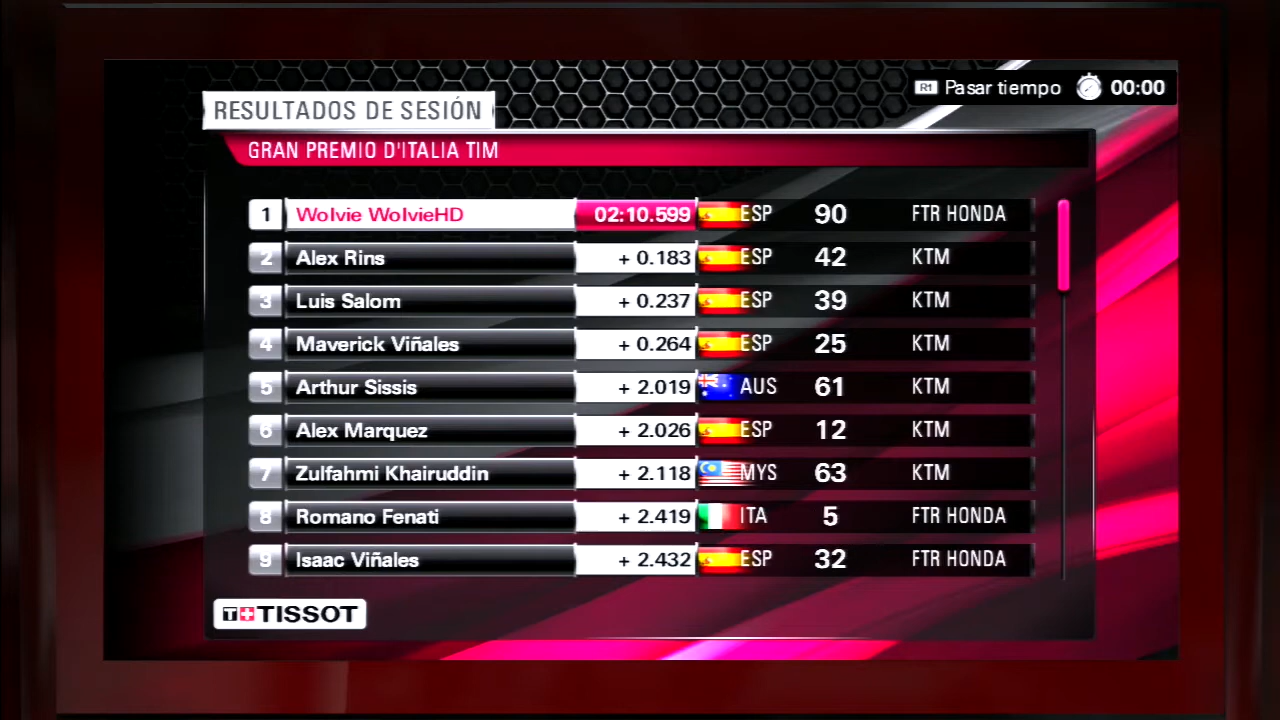 R1 Pasar tiempo 00:00
RESULTADOS DE SESIÓN
GRAN PREMIO D'ITALIA TIM
1 Wolvie WolvieHD 02:10.599 ESP 90 FTR HONDA
2 Alex Rins + 0.183 ESP 42 KTM
3 Luis Salom + 0.237 ESP 39 KTM
4 Maverick Viñales + 0.264 ESP 25 KTM
5 Arthur Sissis + 2.019 AUS 61 KTM
6 Alex Marquez + 2.026 ESP 12 KTM
7 Zulfahmi Khairuddin + 2.118 MYS 63 KTM
8 Romano Fenati + 2.419 ITA 5 FTR HONDA
9 Isaac Viñales + 2.432 ESP 32 FTR HONDA
T+TISSOT